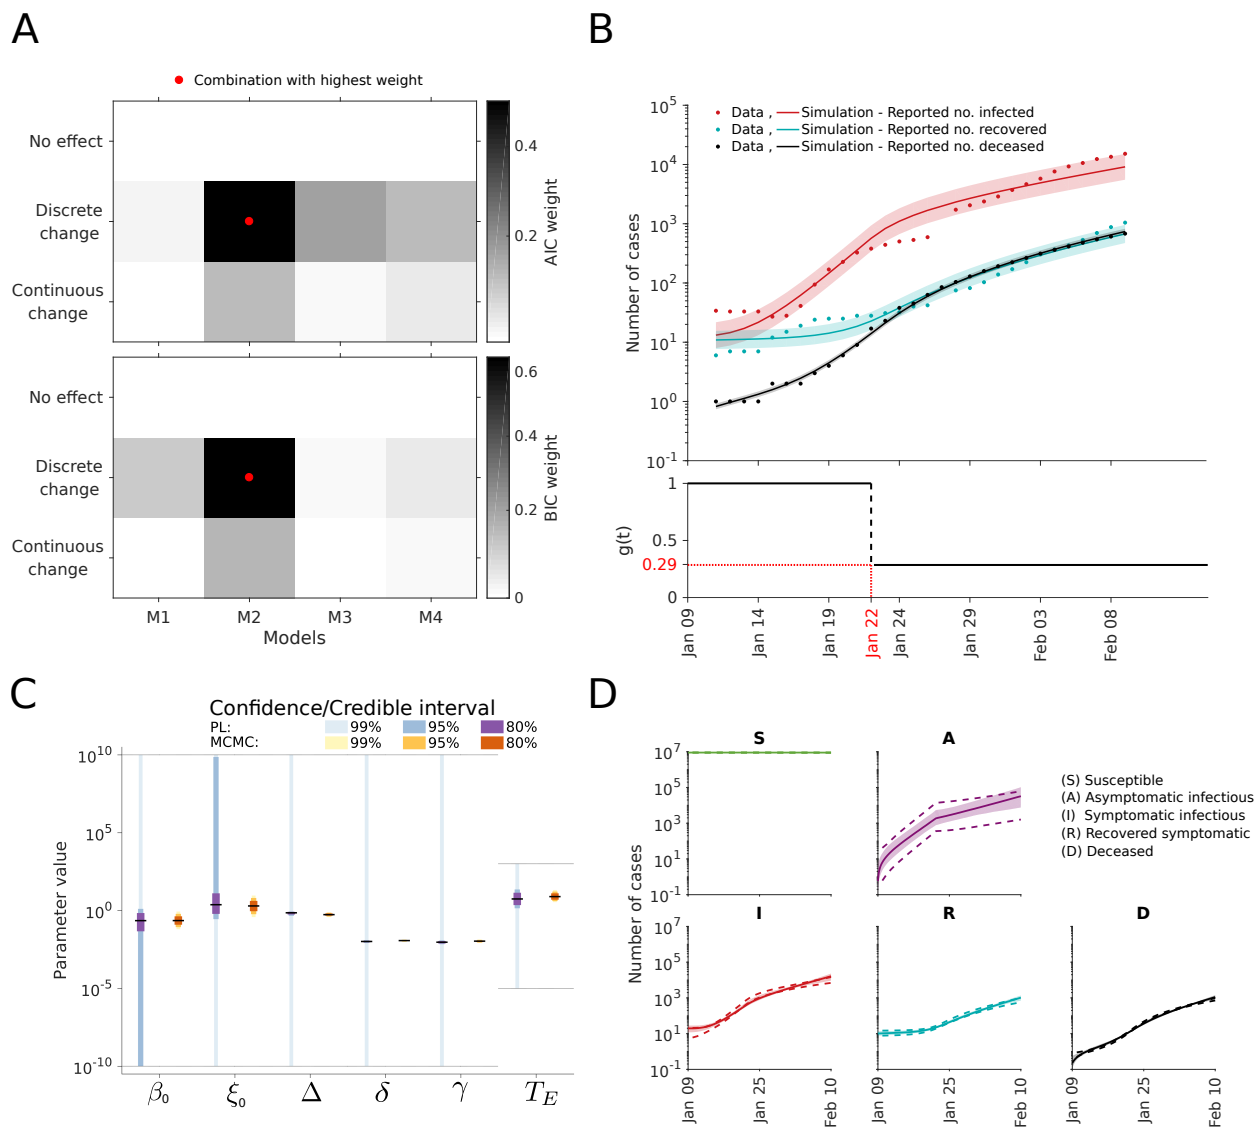 A
Combination with highest weight
No effect
Discrete
change
Continuous
change
0.4
0.2
AIC weight
No effect
Discrete
change
Continuous
change
0.6
0.4
0.2
0
BIC weight
M1 M2 M3 M4
Models
B
Data , Simulation - Reported no. infected
Data , Simulation - Reported no. recovered
Data , Simulation - Reported no. deceased
10^5
10^4
10^3
10^2
10^1
10^0
10^-1
Number of cases
1
0.5
0.29
0
g(t)
Jan 09 Jan 14 Jan 19 Jan 22 Jan 24 Jan 29 Feb 03 Feb 08
C
Confidence/Credible interval
PL: 99% 95% 80%
MCMC: 99% 95% 80%
10^10
10^5
10^0
10^-5
10^-10
Parameter value
β₀ ξ₀ Δ δ γ T_E
D
S A
10^7
10^5
10^3
10^1
10^-1
(S) Susceptible
(A) Asymptomatic infectious
(I) Symptomatic infectious
(R) Recovered symptomatic
(D) Deceased
Number of cases
I R D
10^7
10^5
10^3
10^1
10^-1
Jan 09 Jan 25 Feb 10 Jan 09 Jan 25 Feb 10 Jan 09 Jan 25 Feb 10